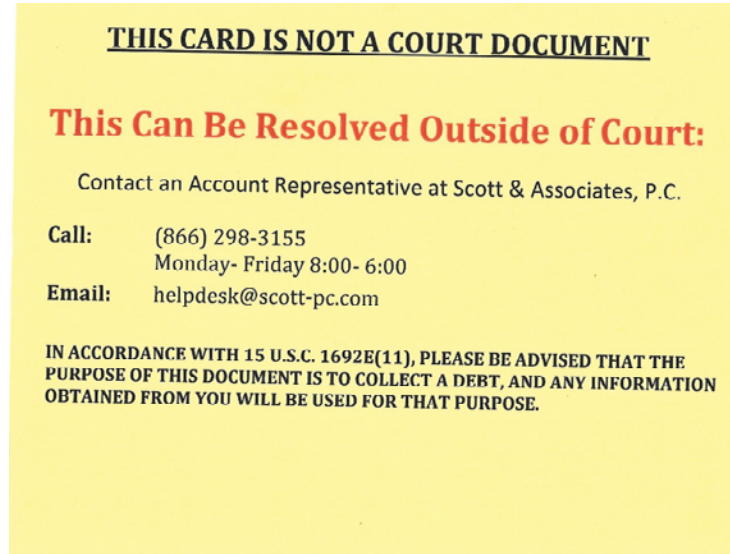 THIS CARD IS NOT A COURT DOCUMENT
This Can Be Resolved Outside of Court:
Contact an Account Representative at Scott & Associates, P.C.
Call: (866) 298-3155
Monday- Friday 8:00- 6:00
Email: helpdesk@scott-pc.com
IN ACCORDANCE WITH 15 U.S.C. 1692E(11), PLEASE BE ADVISED THAT THE
PURPOSE OF THIS DOCUMENT IS TO COLLECT A DEBT, AND ANY INFORMATION
OBTAINED FROM YOU WILL BE USED FOR THAT PURPOSE.